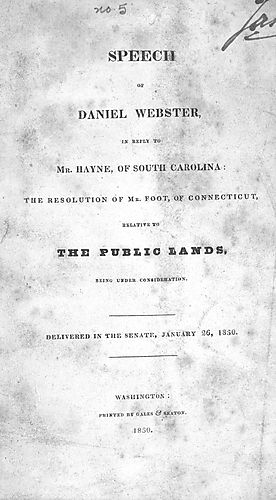 no 5
SPEECH
OF
DANIEL WEBSTER,
IN REPLY TO
MR. HAYNE, OF SOUTH CAROLINA:
THE RESOLUTION OF MR. FOOT, OF CONNECTICUT,
RELATIVE TO
THE PUBLIC LANDS,
BEING UNDER CONSIDERATION.
DELIVERED IN THE SENATE, JANUARY 26, 1830.
WASHINGTON:
PRINTED BY GALES & SEATON.
1830.